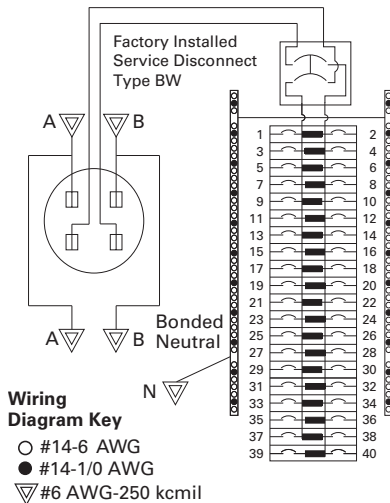 Factory Installed
Service Disconnect
Type BW
A
B
1 2
3 4
5 6
7 8
9 10
11 12
13 14
15 16
17 18
19 20
21 22
23 24
25 26
27 28
29 30
31 32
33 34
35 36
37 38
39 40
A
B
Bonded
Neutral
N
Wiring
Diagram Key
#14-6 AWG
#14-1/0 AWG
#6 AWG-250 kcmil